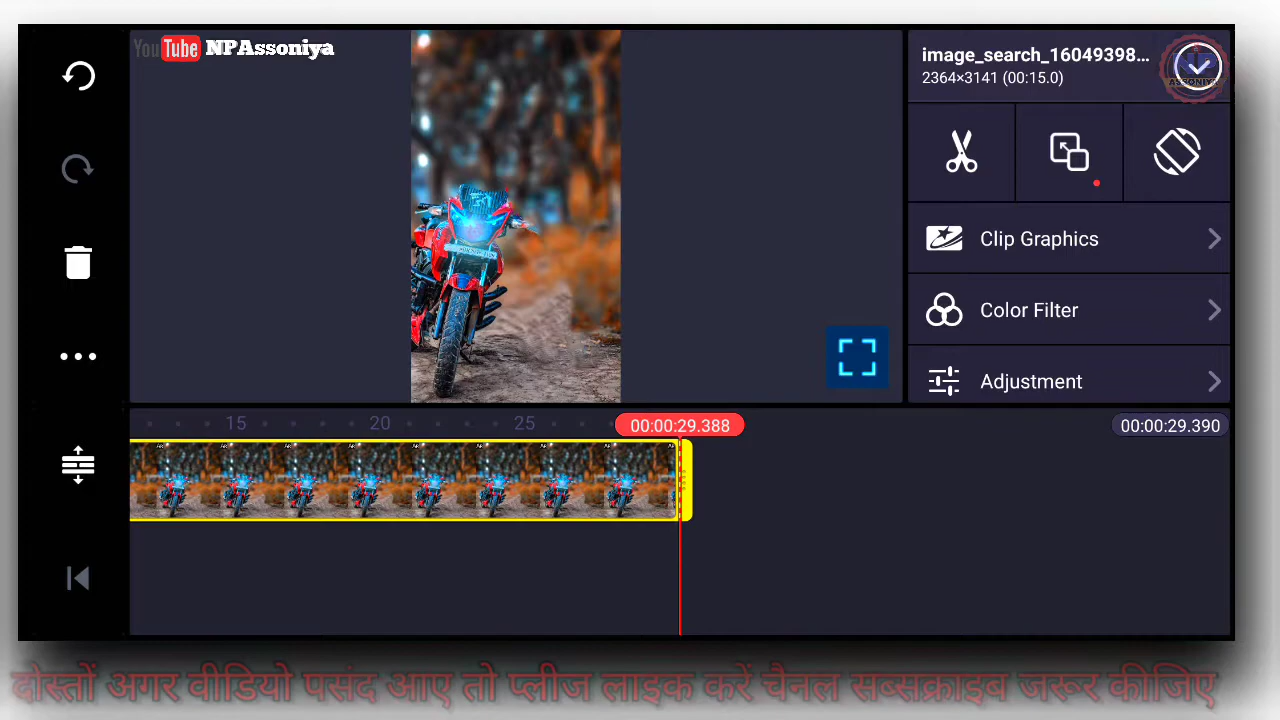 YouTube NPAssoniya
image_search_16049398...
2364×3141 (00:15.0)
ASSONIYA
Clip Graphics
Color Filter
Adjustment
15 20 25
00:00:29.388
00:00:29.390
दोस्तों अगर वीडियो पसंद आए तो प्लीज लाइक करें चैनल सब्सक्राइब जरूर कीजिए